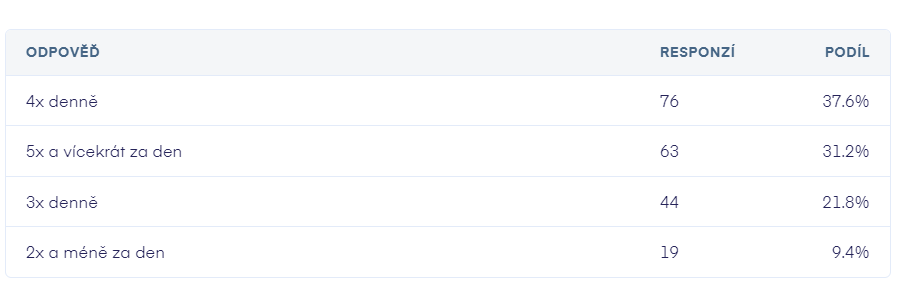 ODPOVĚĎ RESPONZÍ PODÍL
4x denně 76 37.6%
5x a vícekrát za den 63 31.2%
3x denně 44 21.8%
2x a méně za den 19 9.4%